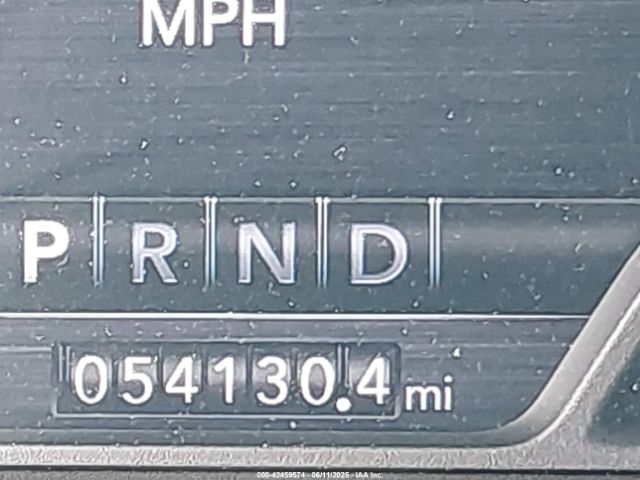 MPH
P R N D
054130.4 mi
000-42459574 - 06/11/2025 - IAA Inc.